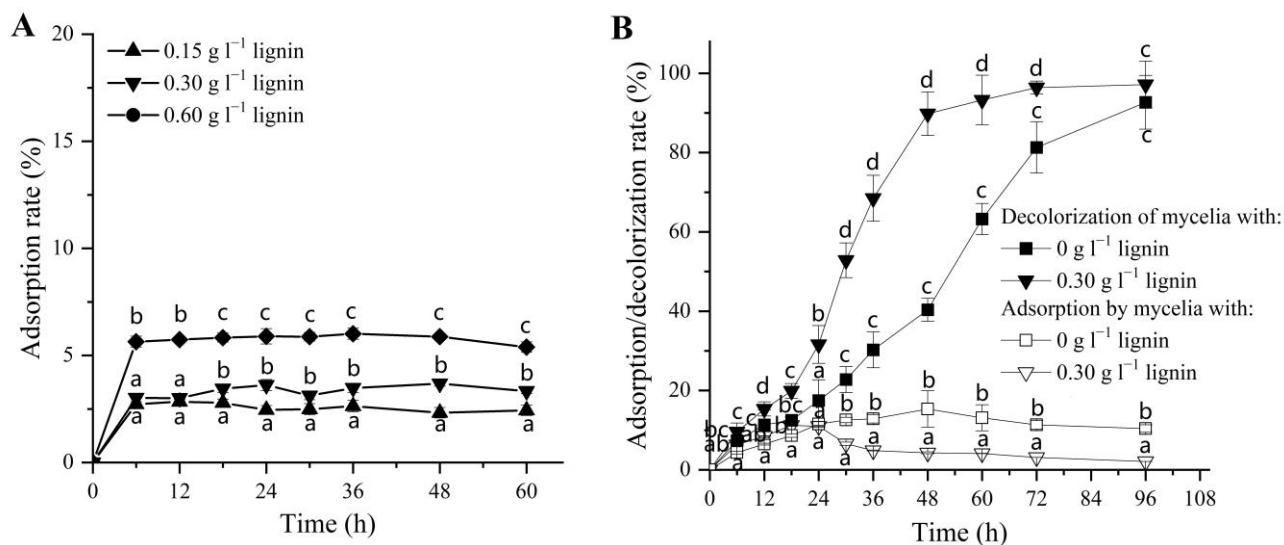 A
20
15
10
5
0
Adsorption rate (%)
0.15 g l⁻¹ lignin
0.30 g l⁻¹ lignin
0.60 g l⁻¹ lignin
b b c c c c c c
a a b b b b b b
a a a a a a a a
0 12 24 36 48 60
Time (h)
B
100
80
60
40
20
0
Adsorption/decolorization rate (%)
d d d c
d c
d c
c c
b c
d c
c
Decolorization of mycelia with:
0 g l⁻¹ lignin
0.30 g l⁻¹ lignin
Adsorption by mycelia with:
0 g l⁻¹ lignin
0.30 g l⁻¹ lignin
a
bc
a b b b b b b
a a a a a a
a a a a
0 12 24 36 48 60 72 84 96 108
Time (h)